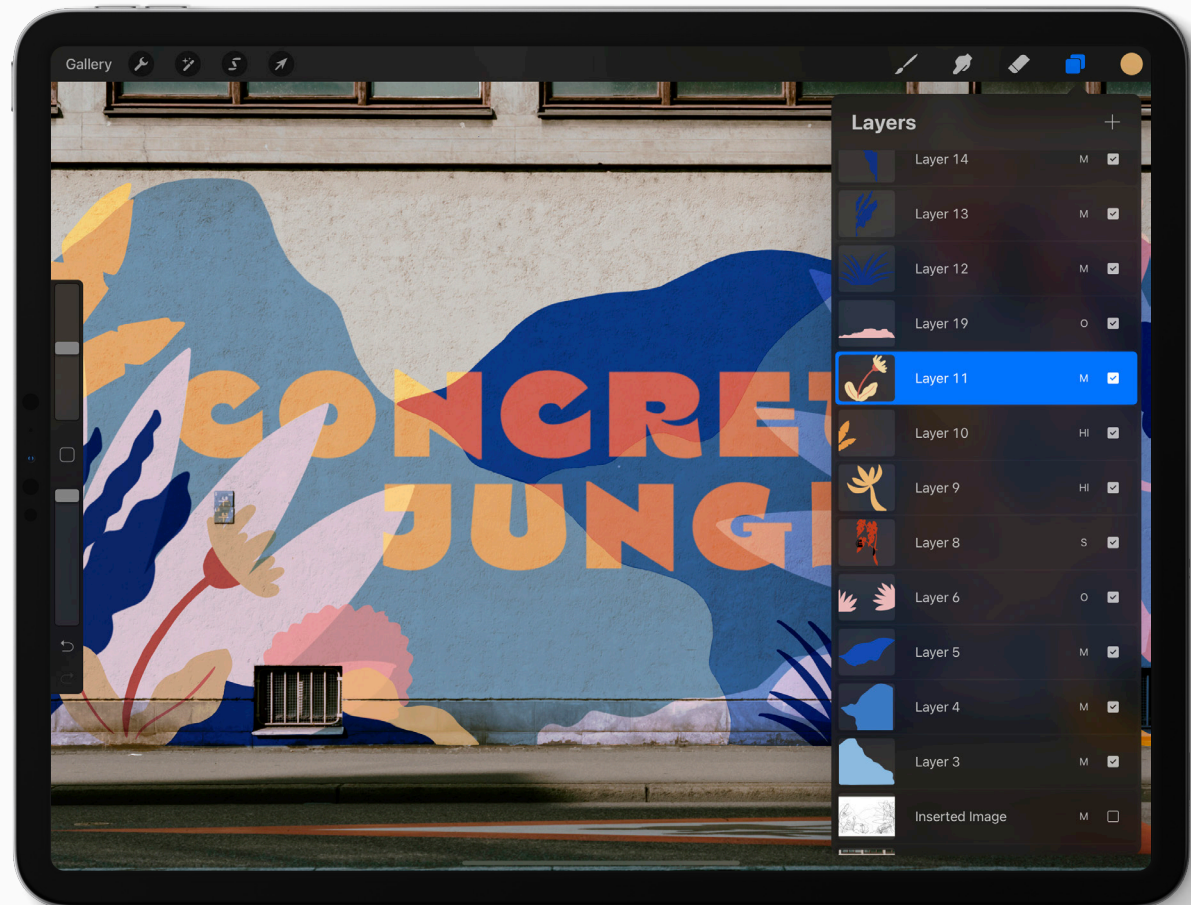 Gallery
Layers
Layer 14 M
Layer 13 M
Layer 12 M
Layer 19 O
Layer 11 M
Layer 10 HI
Layer 9 HI
Layer 8 S
Layer 6 O
Layer 5 M
Layer 4 M
Layer 3 M
Inserted Image M
CONCRET
JUNG